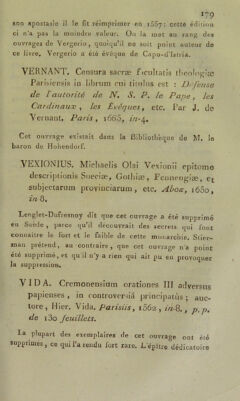 179
son apostasie il le fit réimprimer en 1557: cette édition
ci n'a pas la moindre valeur. On la met au rang des
ouvrages de Vergerio, quoiqu'il ne soit point auteur de
ce livre. Vergerio a été évêque de Capo-d'Istria.
VERNANT. Censura sacræ facultatis theologiæ
Parisiensis in librum cui titulus est : Défense
de l'autorité de N. S. P. le Pape, les
Cardinaux, les Evêques, etc. Par J. de
Vernant. Paris, 1665, in-4.
Cet ouvrage existait dans la Bibliothèque de M. le
baron de Hohendorf.
VEXIONIUS. Michaelis Olai Vexionii epitome
descriptionis Sueciæ, Gothiæ, Fennengiæ, et
subjectarum provinciarum, etc. Aboæ, 1650,
in 8.
Lenglet-Dufresnoy dit que cet ouvrage a été supprimé
en Suède, parce qu'il découvrait des secrets qui font
connaitre le fort et le faible de cette monarchie. Stier-
man prétend, au contraire, que cet ouvrage n'a point
été supprimé, et qu'il n'y a rien qui ait pu en provoquer
la suppression.
VIDA. Cremonensium orationes III adversus
papienses, in controversiâ principatûs ; auc-
tore, Hier. Vida. Parisiis, 1562, in-8., p.p.
de 130 feuillets.
La plupart des exemplaires de cet ouvrage ont été
supprimés, ce qui l'a rendu fort rare. L'épître dédicatoire